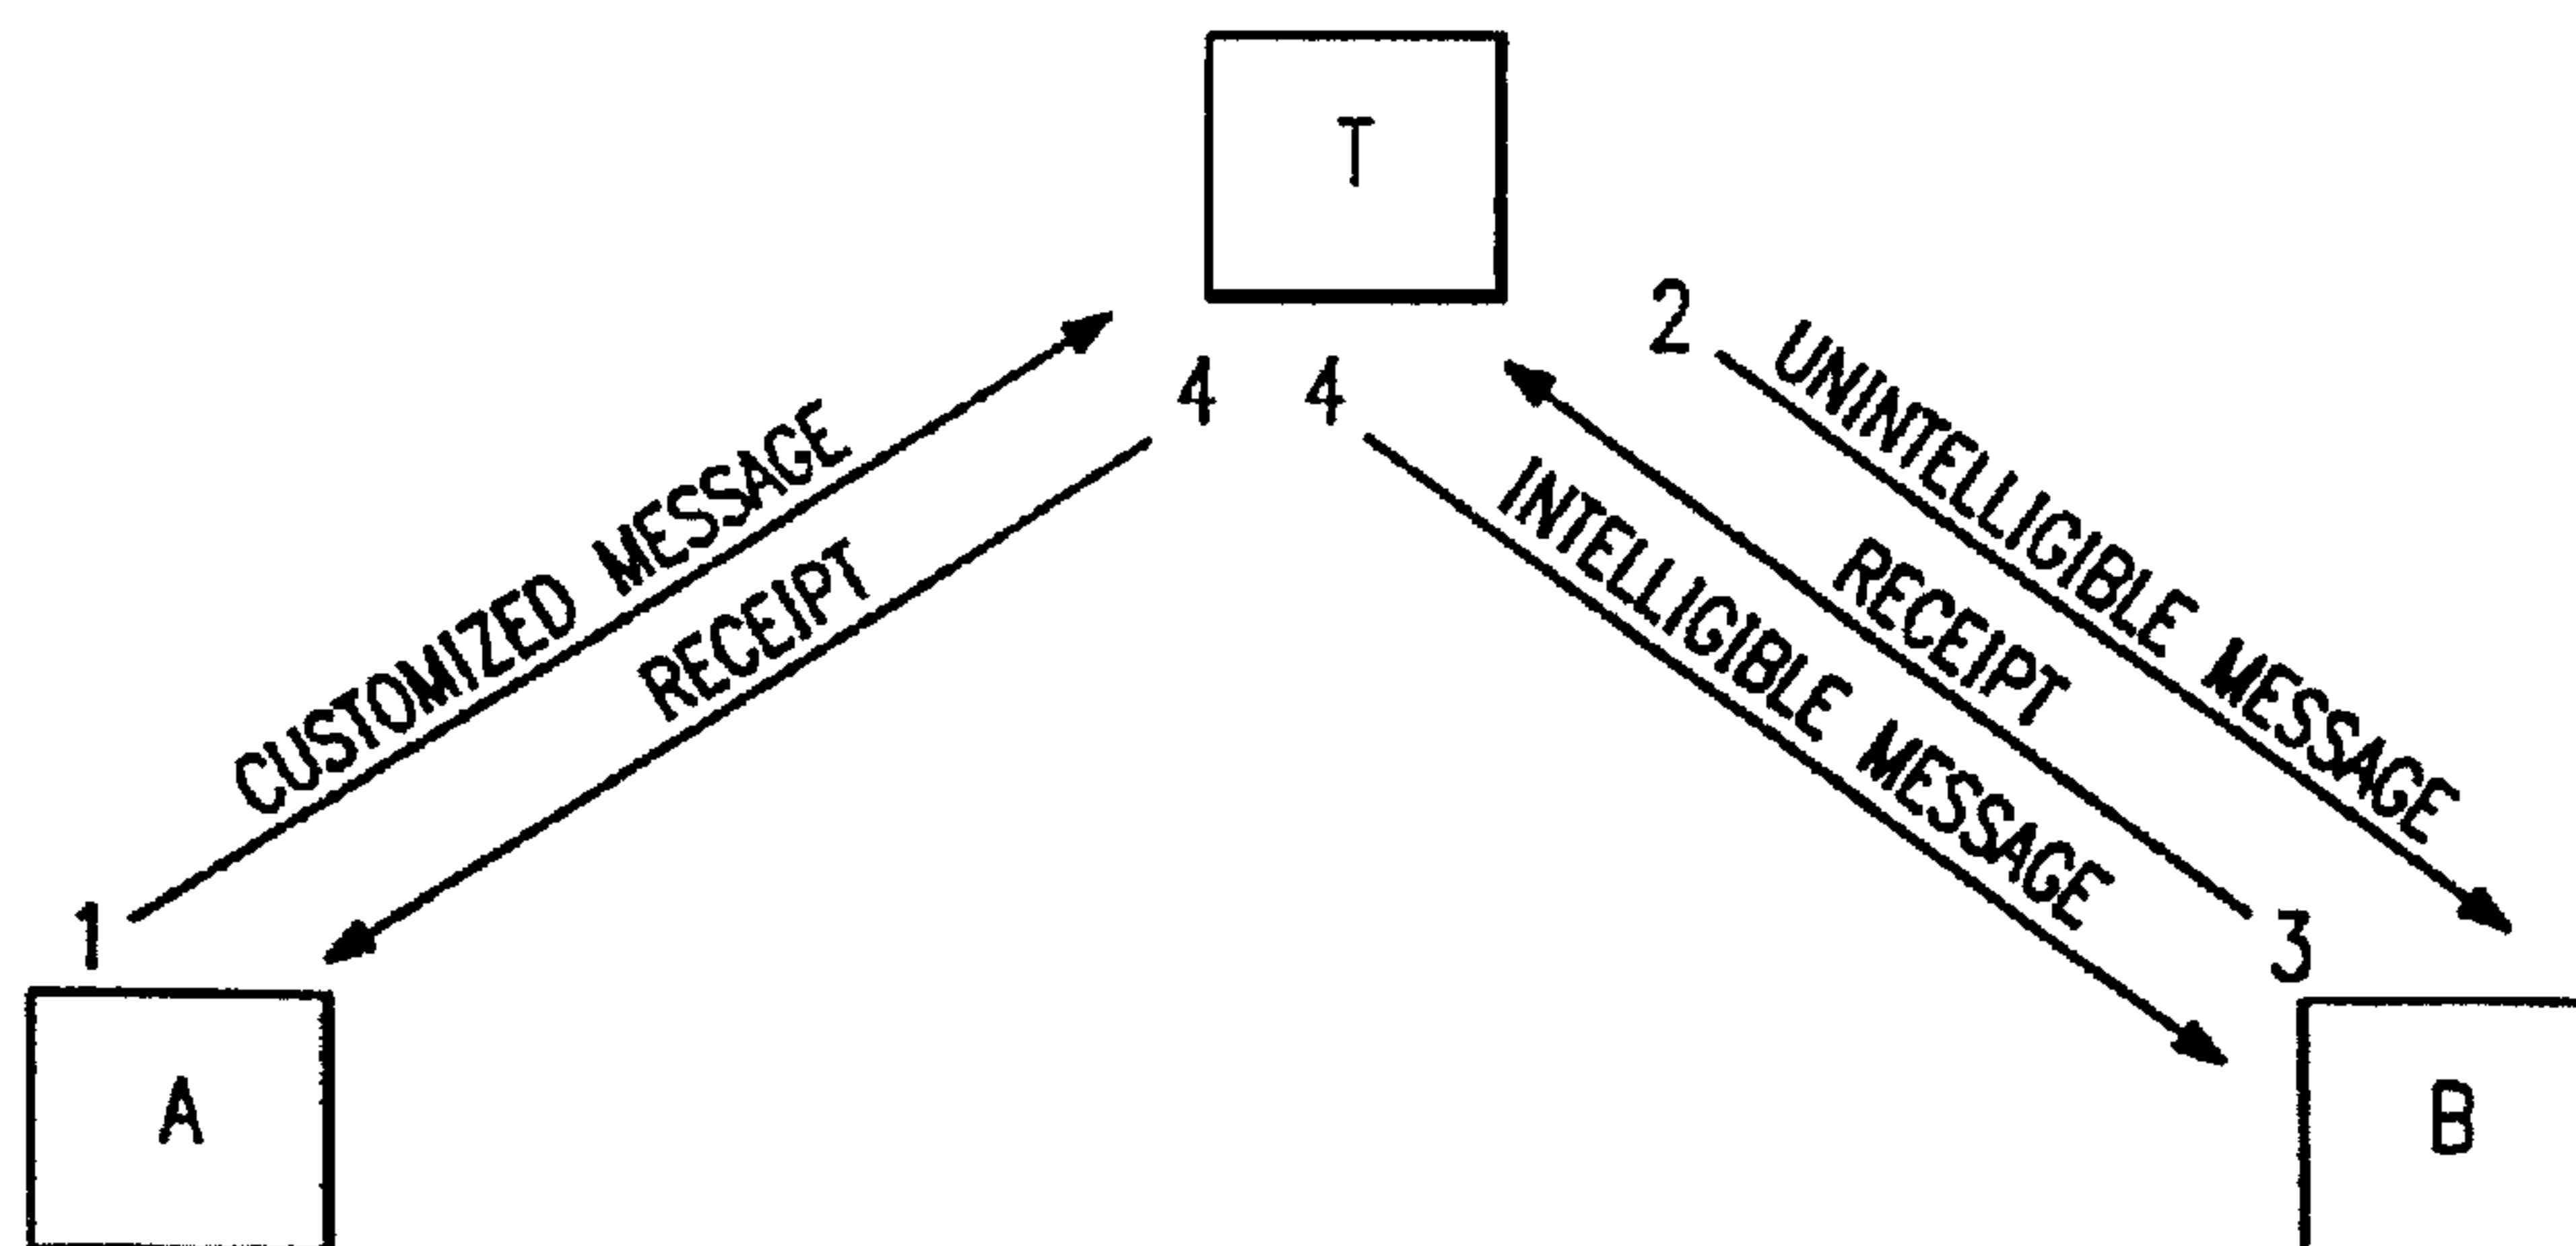 T
2
UNINTELLIGIBLE MESSAGE
4 4
CUSTOMIZED MESSAGE
RECEIPT
INTELLIGIBLE MESSAGE
RECEIPT
1
3
A
B